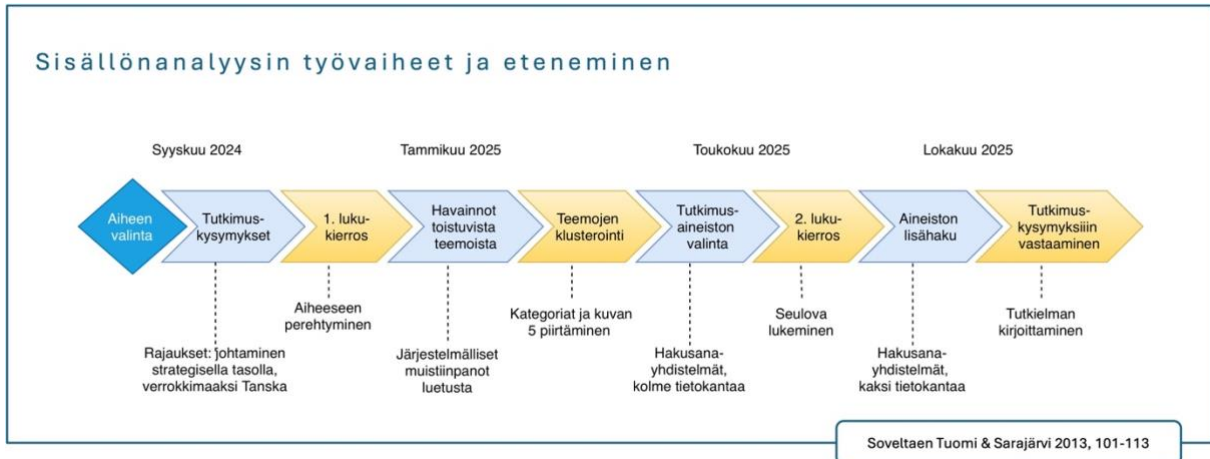 Sisällönanalyysin työvaiheet ja eteneminen
Syyskuu 2024
Tammikuu 2025
Toukokuu 2025
Lokakuu 2025
Aiheen
valinta
Tutkimus-
kysymykset
1. luku-
kierros
Havainnot
toistuvista
teemoista
Teemojen
klusterointi
Tutkimus-
aineiston
valinta
2. luku-
kierros
Aineiston
lisähaku
Tutkimus-
kysymyksiin
vastaaminen
Rajaukset: johtaminen
strategisella tasolla,
verrokkimaaksi Tanska
Aiheeseen
perehtyminen
Järjestelmälliset
muistiinpanot
luetusta
Kategoriat ja kuvan
5 piirtäminen
Hakusana-
yhdistelmät,
kolme tietokantaa
Seulova
lukeminen
Hakusana-
yhdistelmät,
kaksi tietokantaa
Tutkielman
kirjoittaminen
Soveltaen Tuomi & Sarajärvi 2013, 101-113